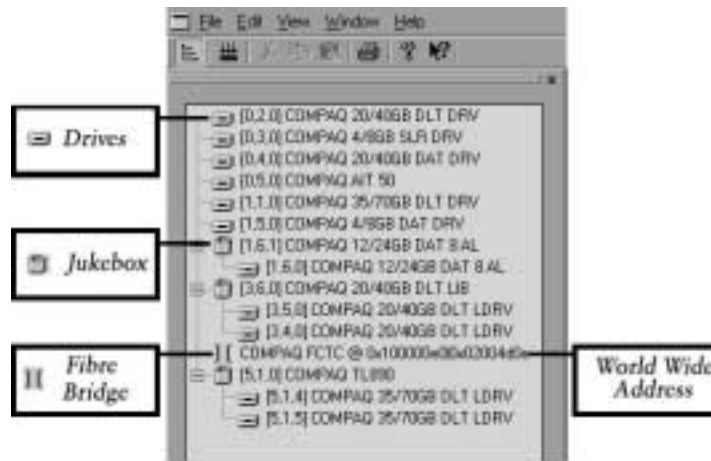 File Edit View Window Help
[0,2,0] COMPAQ 20/40GB DLT DRV
Drives
[0,3,0] COMPAQ 4/8GB SLR DRV
[0,4,0] COMPAQ 20/40GB DAT DRV
[0,5,0] COMPAQ AIT 50
[1,1,0] COMPAQ 35/70GB DLT DRV
[1,5,0] COMPAQ 4/8GB DAT DRV
Jukebox
[1,6,1] COMPAQ 12/24GB DAT 8 AL
[1,6,0] COMPAQ 12/24GB DAT 8 AL
[3,6,0] COMPAQ 20/40GB DLT LIB
[3,5,0] COMPAQ 20/40GB DLT LDRV
[3,4,0] COMPAQ 20/40GB DLT LDRV
Fibre
Bridge
COMPAQ FCTC @
World Wide
Address
[5,1,0] COMPAQ TL890
[5,1,4] COMPAQ 35/70GB DLT LDRV
[5,1,5] COMPAQ 35/70GB DLT LDRV